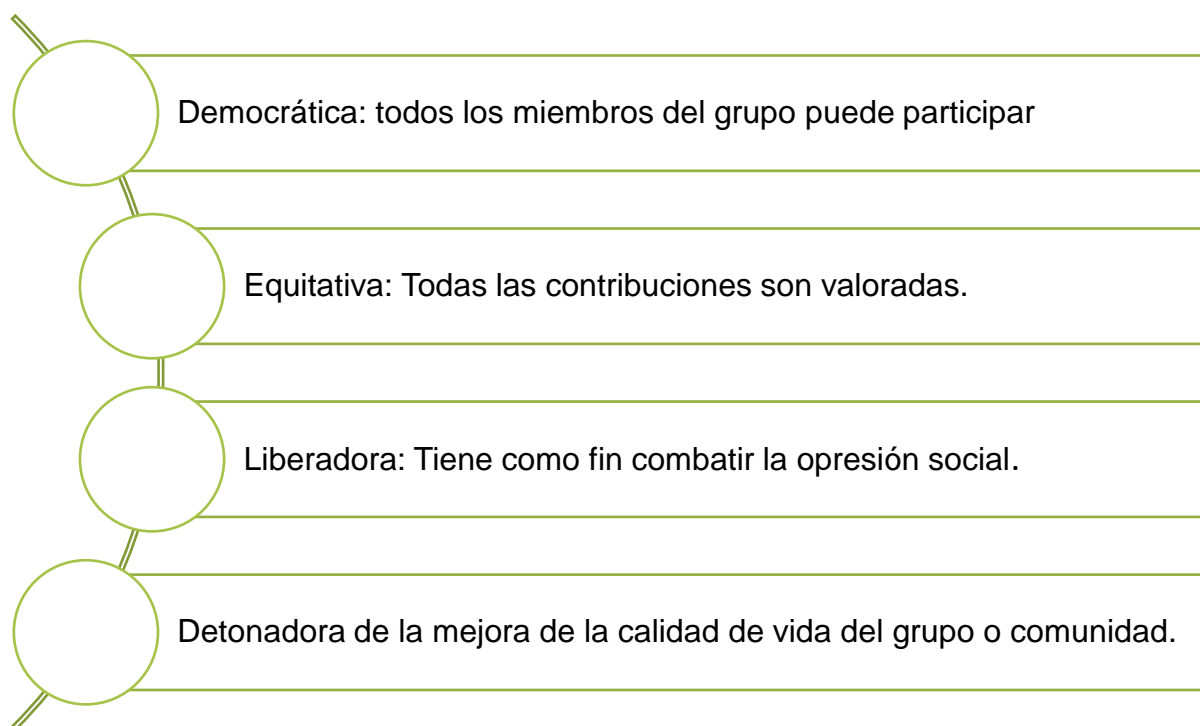 Democrática: todos los miembros del grupo puede participar
Equitativa: Todas las contribuciones son valoradas.
Liberadora: Tiene como fin combatir la opresión social.
Detonadora de la mejora de la calidad de vida del grupo o comunidad.